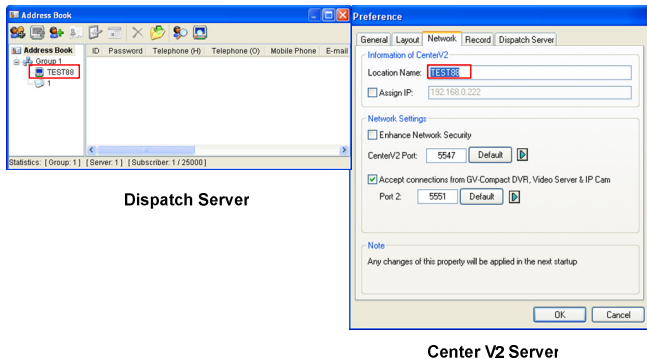 Address Book
Address Book
ID Password Telephone (H) Telephone (O) Mobile Phone E-mail
Group 1
TEST88
1
Statistics: [ Group: 1 ] [ Server: 1 ] [ Subscriber: 1 / 25000 ]
Dispatch Server
Preference
General Layout Network Record Dispatch Server
Information of CenterV2
Location Name: TEST88
Assign IP: 192.168.0.222
Network Settings
Enhance Network Security
CenterV2 Port: 5547 Default
Accept connections from GV-Compact DVR, Video Server & IP Cam
Port 2: 5551 Default
Note
Any changes of this property will be applied in the next startup
OK Cancel
Center V2 Server